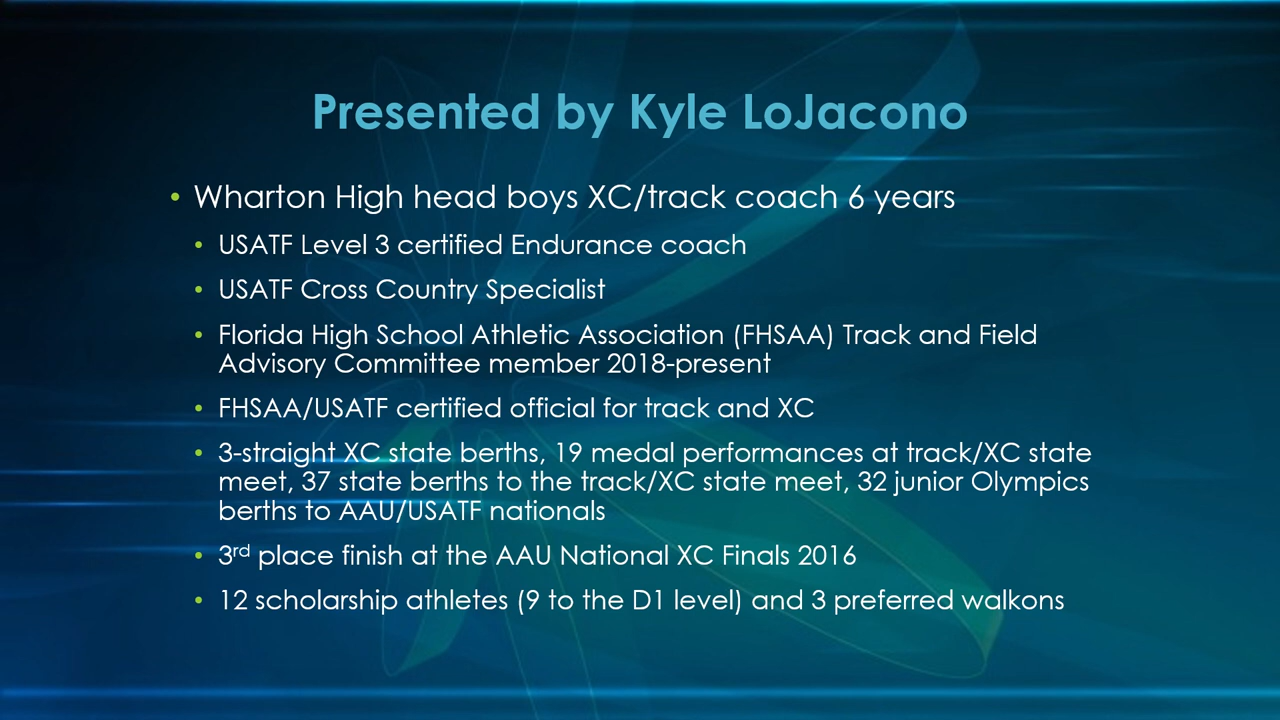 Presented by Kyle LoJacono
• Wharton High head boys XC/track coach 6 years
• USATF Level 3 certified Endurance coach
• USATF Cross Country Specialist
• Florida High School Athletic Association (FHSAA) Track and Field
Advisory Committee member 2018-present
• FHSAA/USATF certified official for track and XC
• 3-straight XC state berths, 19 medal performances at track/XC state
meet, 37 state berths to the track/XC state meet, 32 junior Olympics
berths to AAU/USATF nationals
• 3rd place finish at the AAU National XC Finals 2016
• 12 scholarship athletes (9 to the D1 level) and 3 preferred walkons